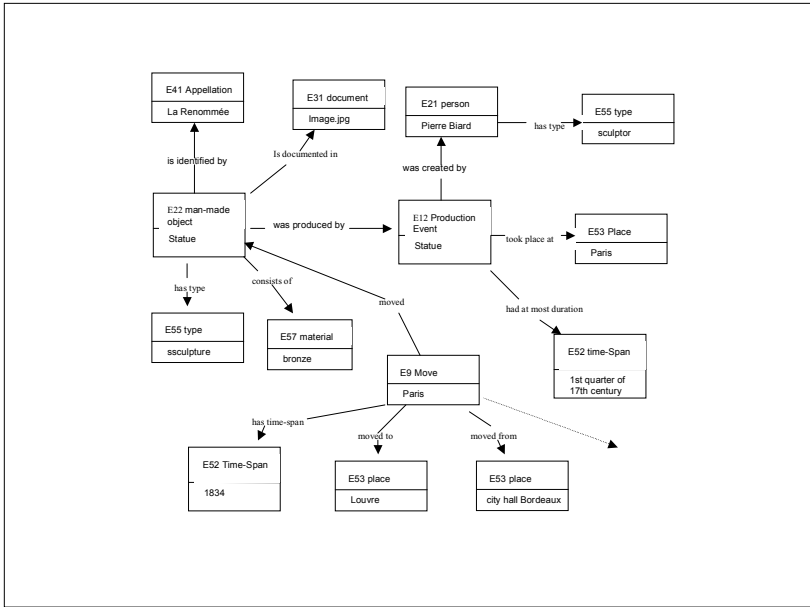 E41 Appellation
La Renommée
E31 document
Image.jpg
E21 person
Pierre Biard
has type
E55 type
sculptor
is identified by
Is documented in
was created by
E22 man-made
object
Statue
was produced by
E12 Production
Event
Statue
took place at
E53 Place
Paris
has type
consists of
moved
had at most duration
E55 type
ssculpture
E57 material
bronze
E52 time-Span
1st quarter of
17th century
E9 Move
Paris
has time-span
moved to
moved from
E52 Time-Span
1834
E53 place
Louvre
E53 place
city hall Bordeaux